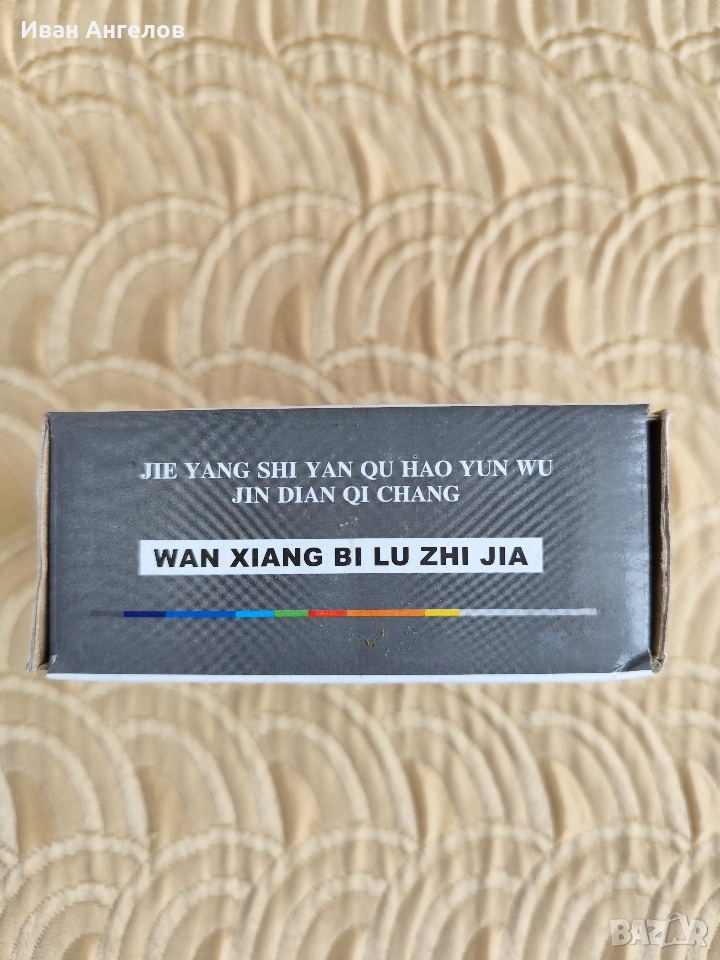 Иван Ангелов
JIE YANG SHI YAN QU HAO YUN WU
JIN DIAN QI CHANG
WAN XIANG BI LU ZHI JIA
BAZAR